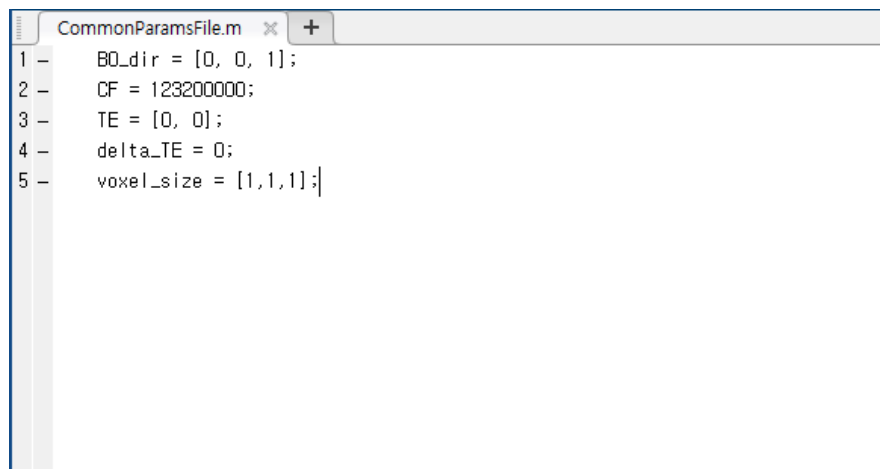 CommonParamsFile.m
1 – B0_dir = [0, 0, 1];
2 – CF = 123200000;
3 – TE = [0, 0];
4 – delta_TE = 0;
5 – voxel_size = [1,1,1];